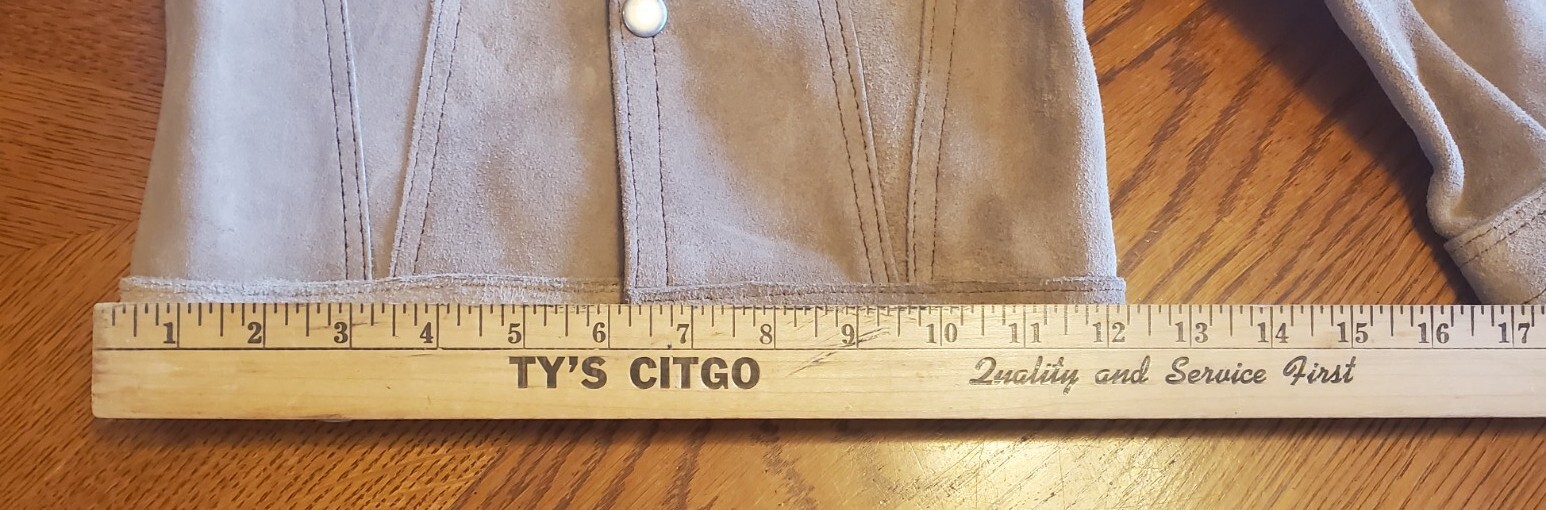 1 2 3 4 5 6 7 8 9 10 11 12 13 14 15 16 17
TY'S CITGO Quality and Service First